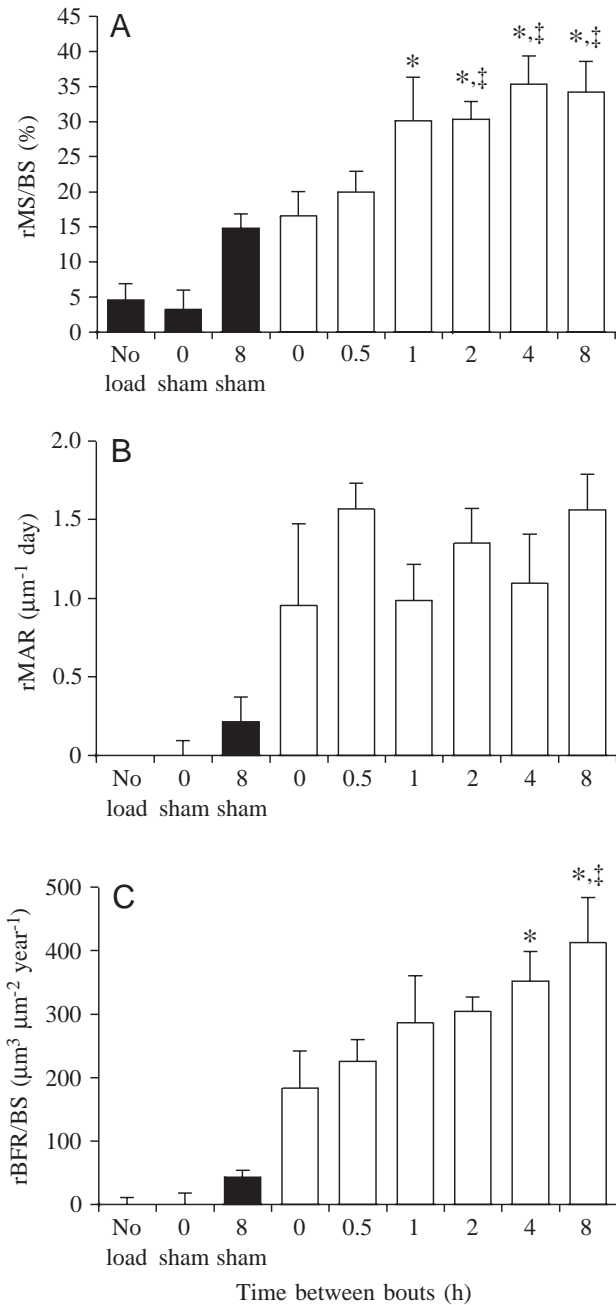 A
rMS/BS (%)
45
40
35
30
25
20
15
10
5
0
* *,‡ *,‡ *,‡
No 0 8 0 0.5 1 2 4 8
load sham sham
B
rMAR (μm⁻¹ day)
2.0
1.5
1.0
0.5
0
No 0 8 0 0.5 1 2 4 8
load sham sham
C
rBFR/BS (μm³ μm⁻² year⁻¹)
500
400
300
200
100
0
* *,‡
No 0 8 0 0.5 1 2 4 8
load sham sham
Time between bouts (h)